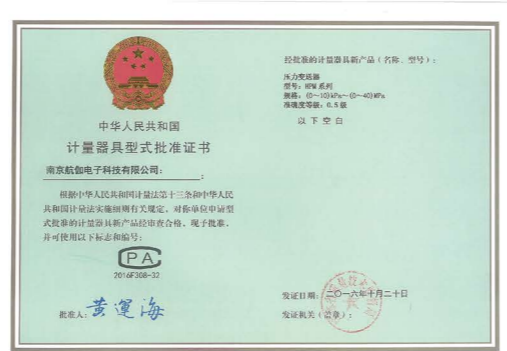 中华人民共和国
计量器具型式批准证书
南京航伽电子科技有限公司:
根据中华人民共和国计量法第十三条和中华人民
共和国计量法实施细则有关规定，对你单位申请型
式批准的计量器具新产品经审查合格，现予批准，
并可使用以下标志和编号:
CPA
2016F308-32
批准人: 黄運海
经批准的计量器具新产品（名称、型号）:
压力变送器
型号: HPM 系列
规格: (0~10)kPa~(0~40)MPa
准确度等级: 0.5 级
以下空白
发证日期: 二〇一六年十月二十日
发证机关（盖章）: